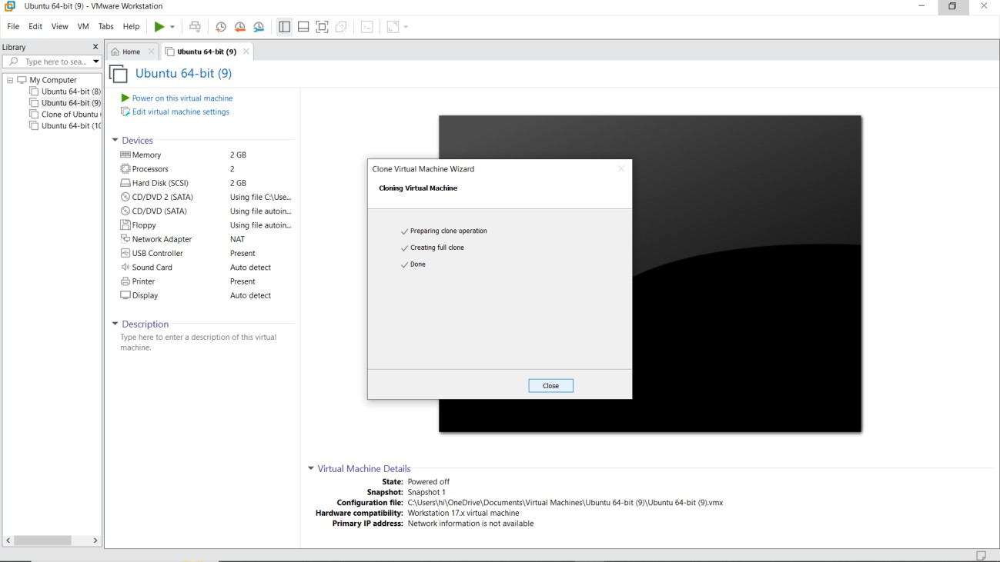 Ubuntu 64-bit (9) - VMware Workstation
File Edit View VM Tabs Help
Library X
Type here to sea...
Home
Ubuntu 64-bit (9)
My Computer
Ubuntu 64-bit (8)
Ubuntu 64-bit (9)
Clone of Ubuntu
Ubuntu 64-bit (10
Ubuntu 64-bit (9)
Power on this virtual machine
Edit virtual machine settings
Devices
Memory 2 GB
Processors 2
Hard Disk (SCSI) 2 GB
CD/DVD 2 (SATA) Using file C:\Use...
CD/DVD (SATA) Using file autoin...
Floppy Using file autoin...
Network Adapter NAT
USB Controller Present
Sound Card Auto detect
Printer Present
Display Auto detect
Description
Type here to enter a description of this virtual
machine.
Clone Virtual Machine Wizard
Cloning Virtual Machine
Preparing clone operation
Creating full clone
Done
Close
Virtual Machine Details
State: Powered off
Snapshot: Snapshot 1
Configuration file: C:\Users\hi\OneDrive\Documents\Virtual Machines\Ubuntu 64-bit (9)\Ubuntu 64-bit (9).vmx
Hardware compatibility: Workstation 17.x virtual machine
Primary IP address: Network information is not available